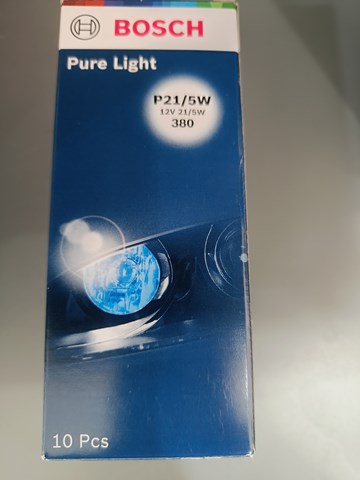 BOSCH
Pure Light
P21/5W
12V 21/5W
380
10 Pcs